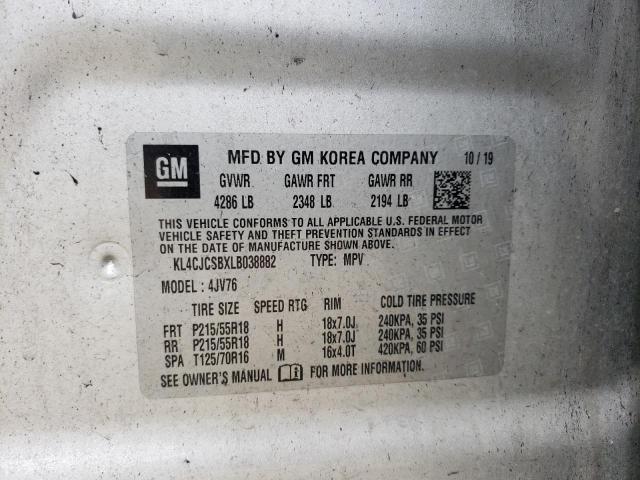 GM MFD BY GM KOREA COMPANY 10/19
GVWR GAWR FRT GAWR RR
4286 LB 2348 LB 2194 LB
THIS VEHICLE CONFORMS TO ALL APPLICABLE U.S. FEDERAL MOTOR
VEHICLE SAFETY AND THEFT PREVENTION STANDARDS IN EFFECT ON THE
DATE OF MANUFACTURE SHOWN ABOVE.
KL4CJCSBXLB038882 TYPE: MPV
MODEL : 4JV76
TIRE SIZE SPEED RTG RIM COLD TIRE PRESSURE
FRT P215/55R18 H 18x7.0J 240KPA, 35 PSI
RR P215/55R18 H 18x7.0J 240KPA, 35 PSI
SPA T125/70R16 M 16x4.0T 420KPA, 60 PSI
SEE OWNER'S MANUAL FOR MORE INFORMATION.